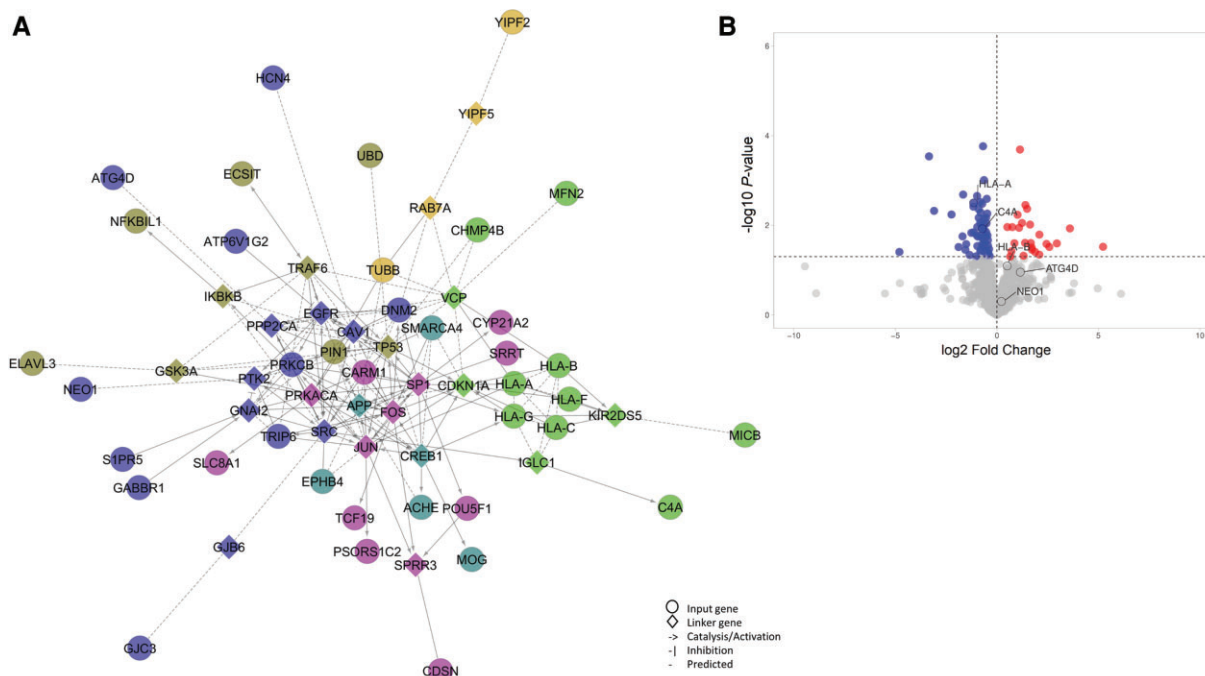 A
YIPF2
HCN4
YIPF5
UBD
ECSIT
ATG4D
MFN2
RAB7A
NFKBIL1
CHMP4B
ATP6V1G2
TRAF6
TUBB
IKBKB
VCP
EGFR
DNM2
PPP2CA
CAV1
SMARCA4
CYP21A2
PIN1
TP53
SRRT
ELAVL3
GSK3A
PRKCB
HLA-B
PTK2
CARM1
SP1
CDKN1A
HLA-A
NEO1
PRKACA
HLA-F
GNAI2
APP
FOS
HLA-G
KIR2DS5
HLA-C
TRIP6
SRC
MICB
JUN
CREB1
S1PR5
SLC8A1
IGLC1
GABBR1
EPHB4
ACHE
POU5F1
C4A
TCF19
GJB6
PSORS1C2
SPRR3
MOG
GJC3
CDSN
Input gene
Linker gene
-> Catalysis/Activation
-| Inhibition
- Predicted
B
6
4
2
0
-log10 P-value
HLA-A
C4A
HLA-B
ATG4D
NEO1
-10
-5
0
5
10
log2 Fold Change